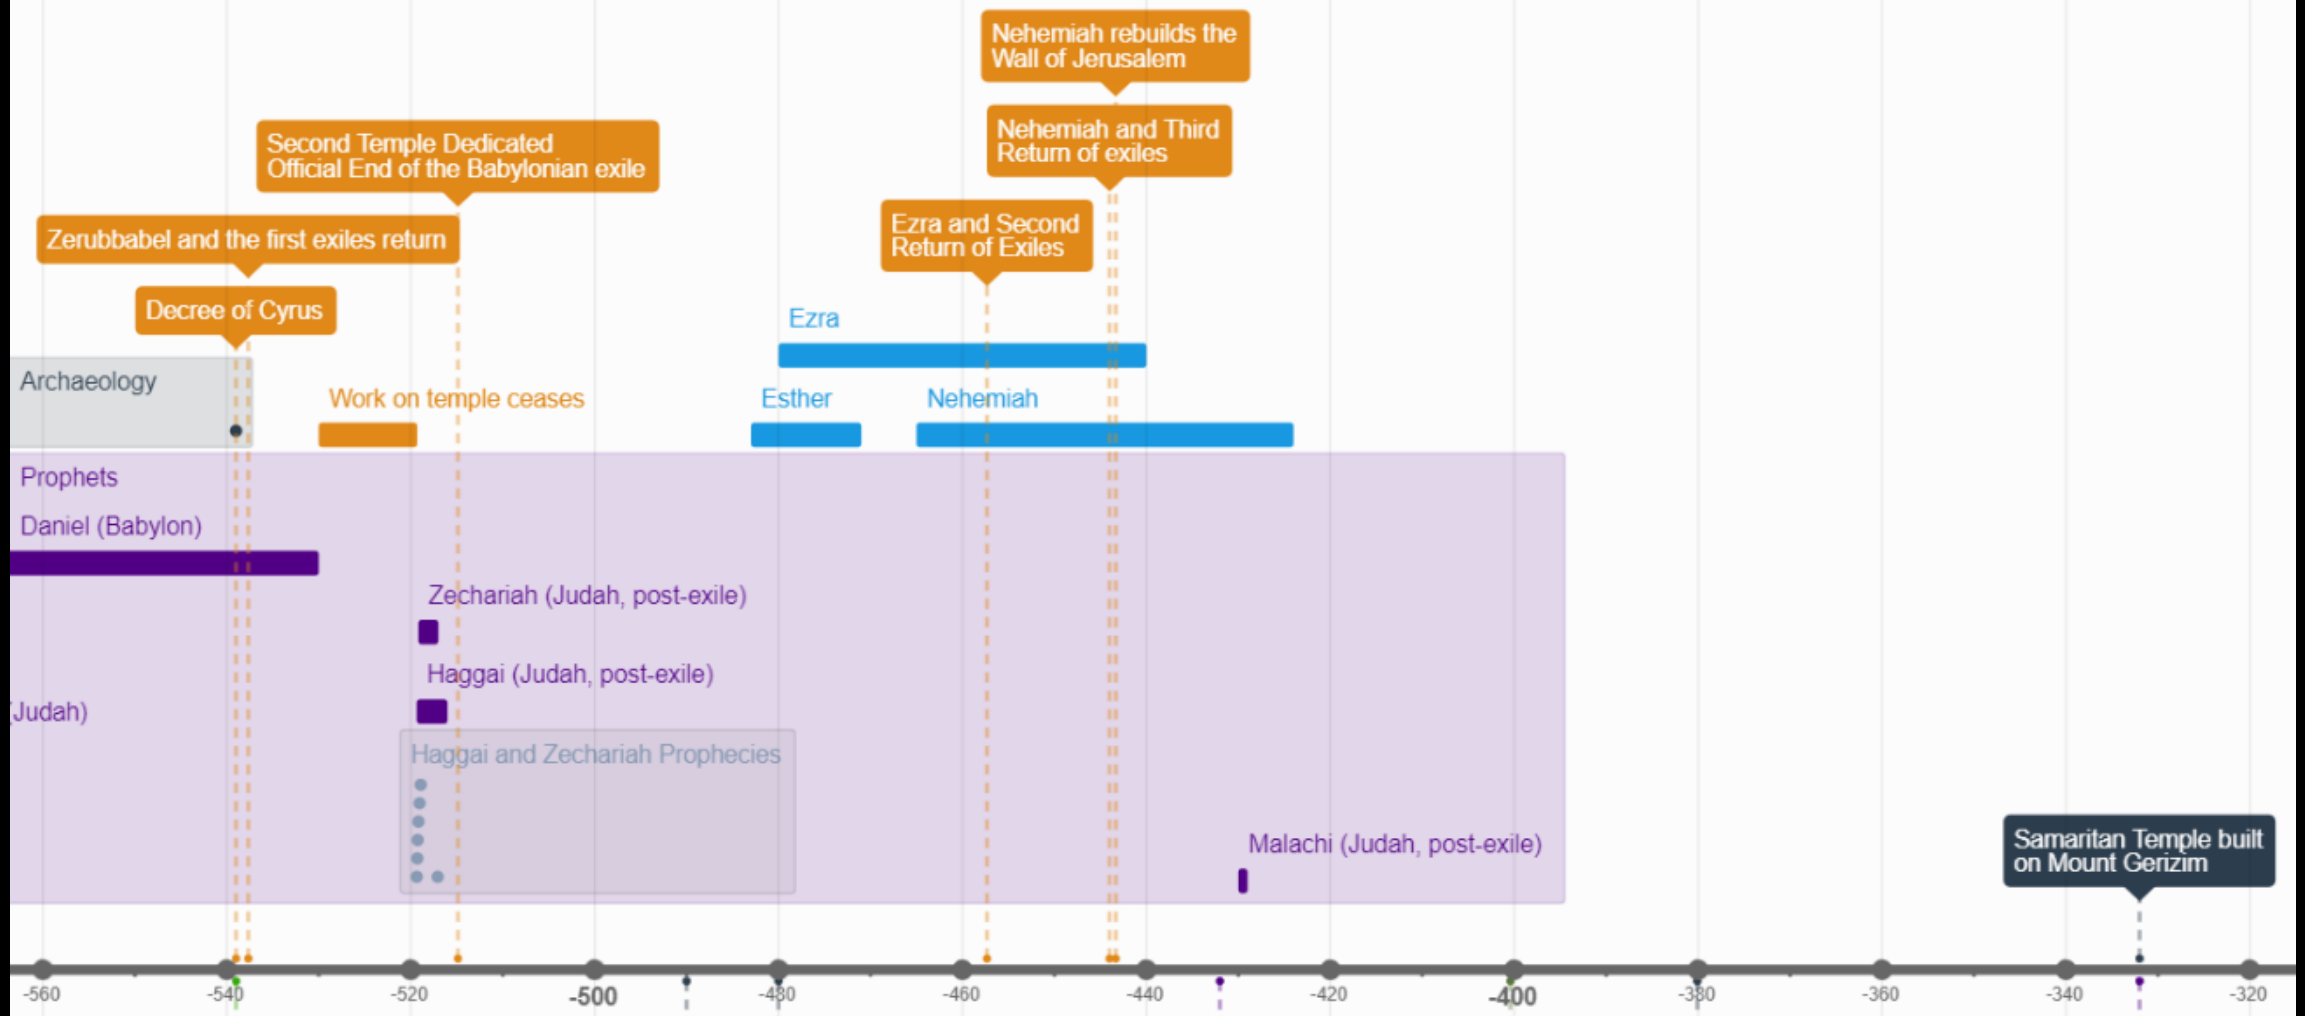 Nehemiah rebuilds the
Wall of Jerusalem
Nehemiah and Third
Return of exiles
Second Temple Dedicated
Official End of the Babylonian exile
Ezra and Second
Return of Exiles
Zerubbabel and the first exiles return
Decree of Cyrus
Ezra
Archaeology
Work on temple ceases
Esther
Nehemiah
Prophets
Daniel (Babylon)
Zechariah (Judah, post-exile)
Haggai (Judah, post-exile)
(Judah)
Haggai and Zechariah Prophecies
Malachi (Judah, post-exile)
Samaritan Temple built
on Mount Gerizim
-560 -540 -520 -500 -480 -460 -440 -420 -400 -380 -360 -340 -320